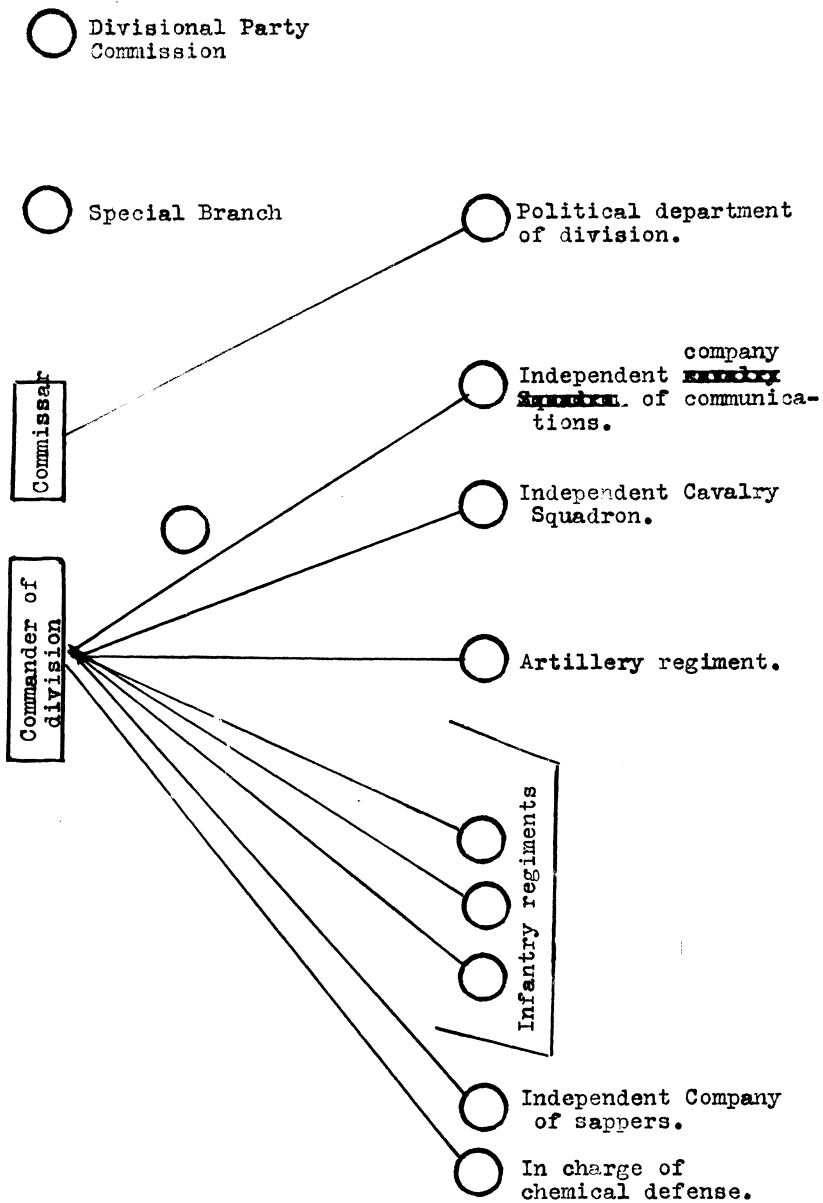 Divisional Party
Commission
Special Branch
Political department
of division.
Commissar
company
Independent
of communica-
tions.
Independent Cavalry
Squadron.
Commander of
division
Artillery regiment.
Infantry regiments
Independent Company
of sappers.
In charge of
chemical defense.